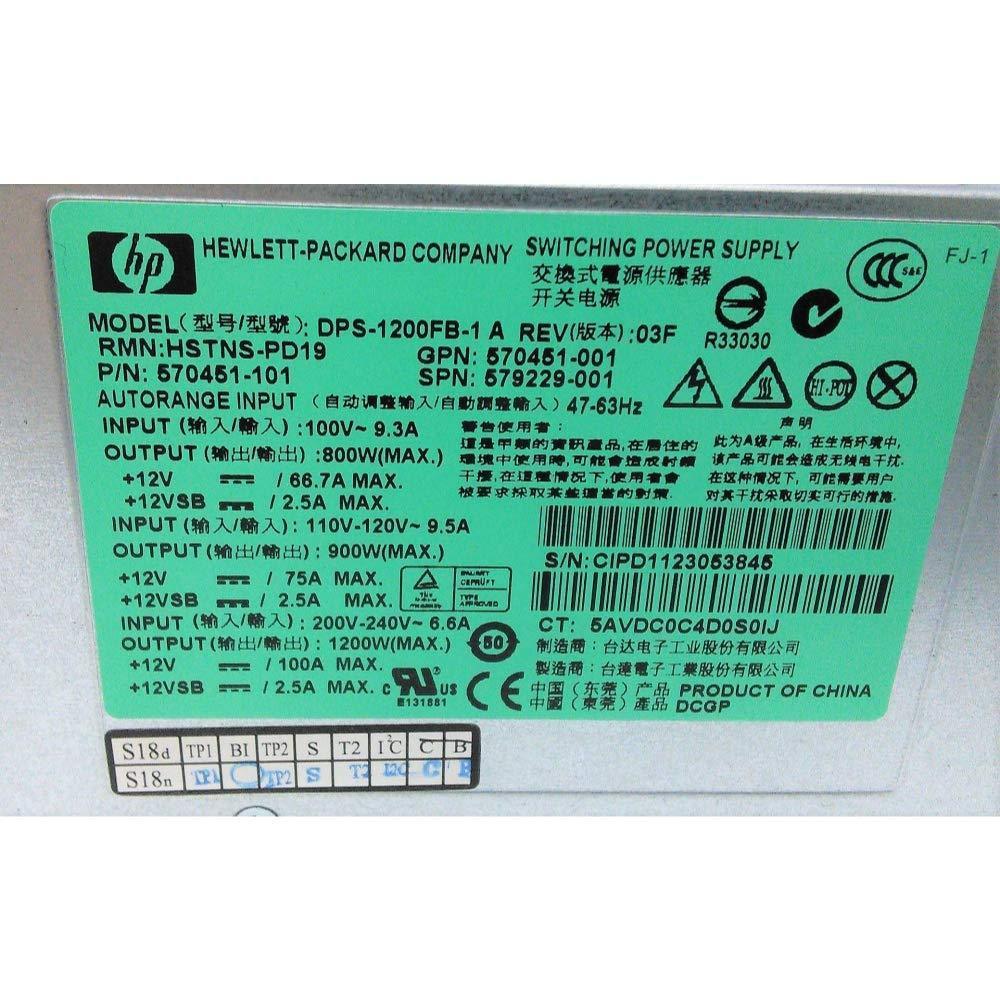 hp HEWLETT-PACKARD COMPANY SWITCHING POWER SUPPLY
交換式電源供應器
开关电源
CCC S&E
FJ-1
R33030
MODEL(型号/型號): DPS-1200FB-1 A REV(版本):03F
RMN:HSTNS-PD19 GPN: 570451-001
P/N: 570451-101 SPN: 579229-001
HI-POT
AUTORANGE INPUT (自动调整输入/自動調整輸入) 47-63Hz
INPUT (输入/輸入) :100V~ 9.3A
OUTPUT (输出/輸出) :800W(MAX.)
+12V ⎓ / 66.7A MAX.
+12VSB ⎓ / 2.5A MAX.
INPUT (输入/輸入) : 110V-120V~ 9.5A
OUTPUT (输出/輸出) : 900W(MAX.)
+12V ⎓ / 75A MAX.
+12VSB ⎓ / 2.5A MAX.
INPUT (输入/輸入) : 200V-240V~ 6.6A
OUTPUT (输出/輸出) :1200W(MAX.)
+12V ⎓ / 100A MAX.
+12VSB ⎓ / 2.5A MAX.
警告使用者:
這是甲類的資訊產品,在居住的
環境中使用時,可能會造成射頻
干擾,在這種情況下,使用者會
被要求採取某些適當的對策.
声明
此为A级产品, 在生活环境中,
该产品可能会造成无线电干扰.
在这种情况下, 可能需要用户
对其干扰采取切实可行的措施.
S/N: CIPD1123053845
CT: 5AVDC0C4D0S0IJ
GEPRÜFT
TYPE
APPROVED
50
c UL US
E131881
CE
制造商: 台达电子工业股份有限公司
製造商: 台達電子工業股份有限公司
中国 (东莞) 产品 PRODUCT OF CHINA
中國 (東莞) 產品 DCGP
S18d TP1 BI TP2 S T2 I²C C B
S18n TP1 TP2 S T2 I2C C B